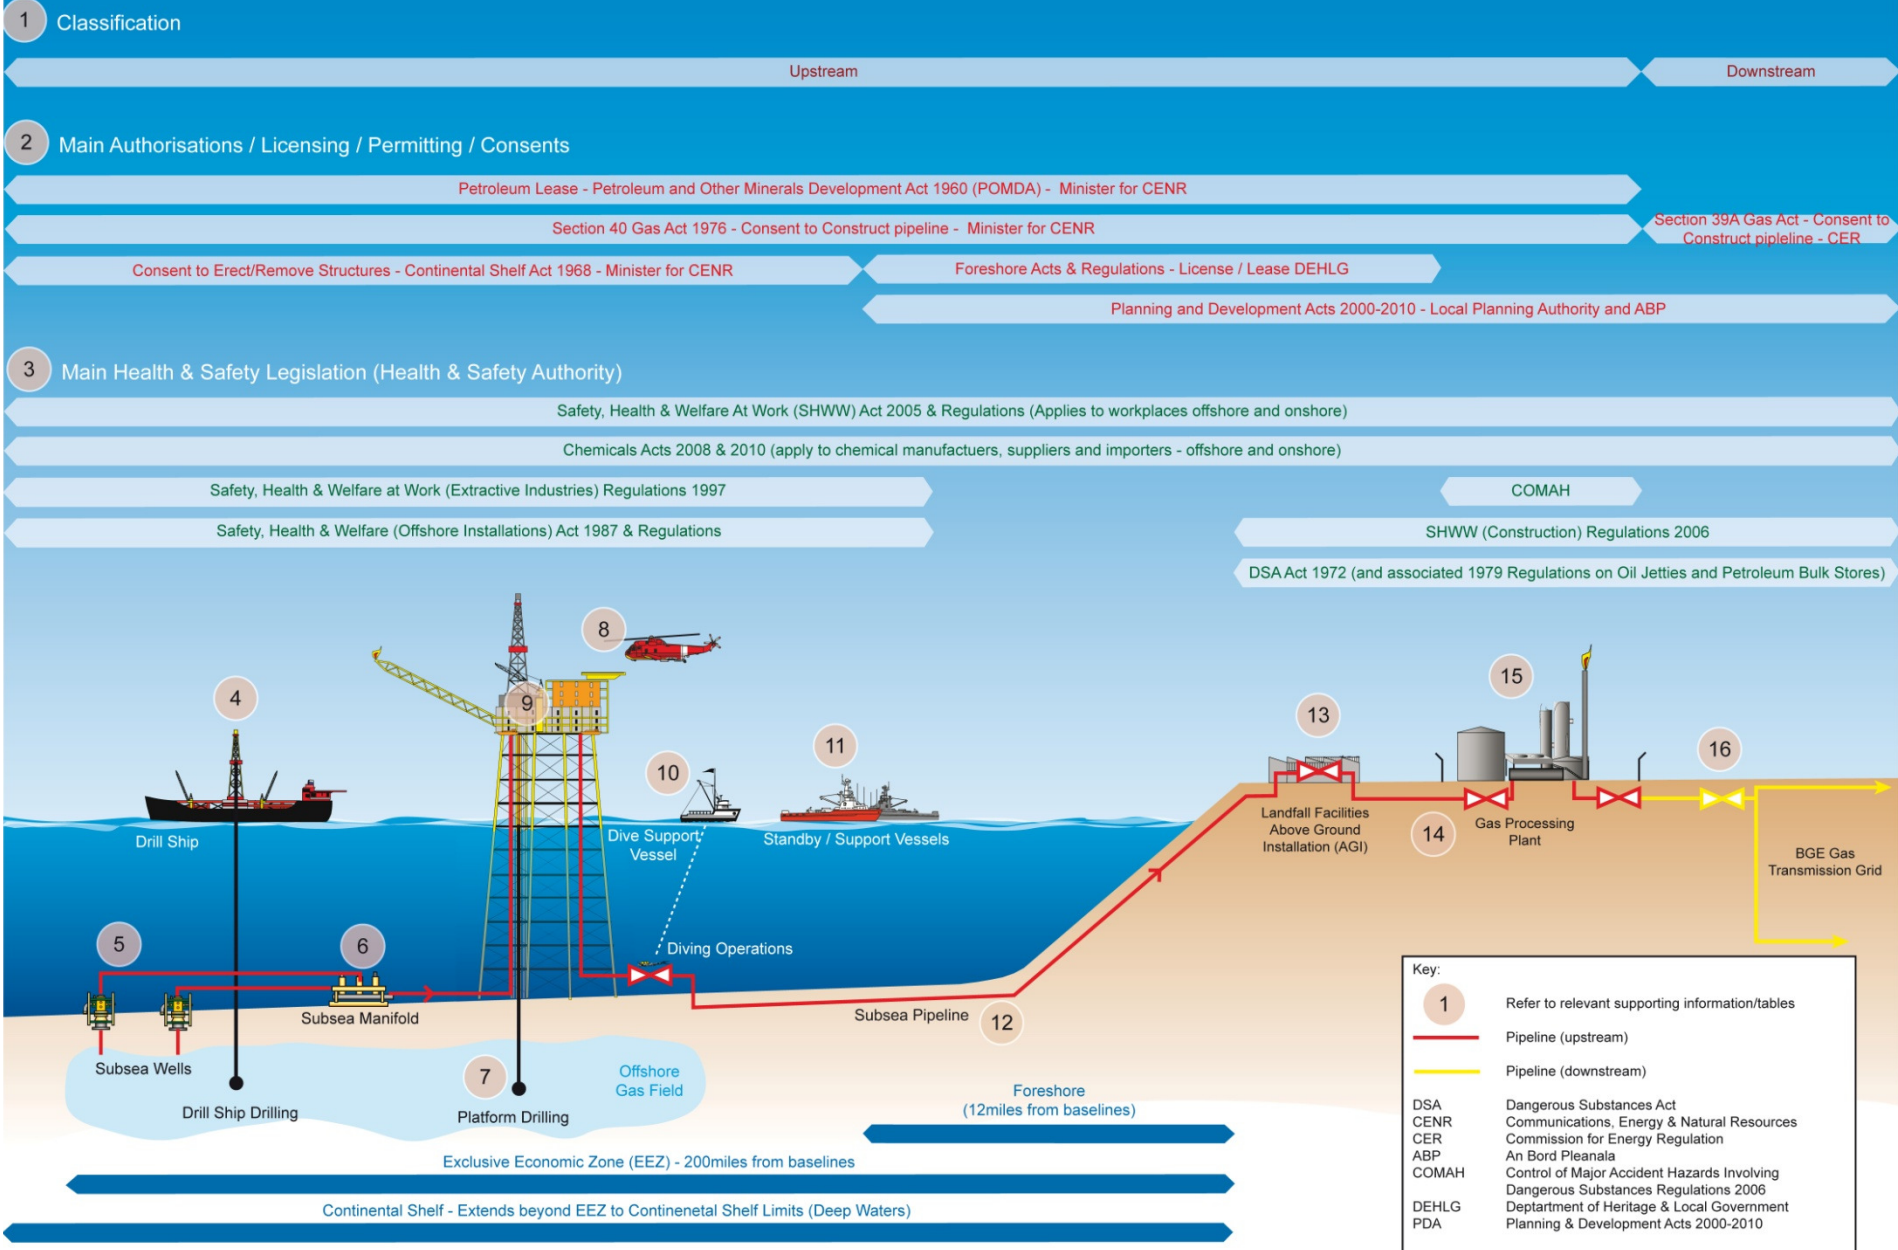 1 Classification
Upstream
Downstream
2 Main Authorisations / Licensing / Permitting / Consents
Petroleum Lease - Petroleum and Other Minerals Development Act 1960 (POMDA) - Minister for CENR
Section 40 Gas Act 1976 - Consent to Construct pipeline - Minister for CENR
Section 39A Gas Act - Consent to
Construct pipleline - CER
Consent to Erect/Remove Structures - Continental Shelf Act 1968 - Minister for CENR
Foreshore Acts & Regulations - License / Lease DEHLG
Planning and Development Acts 2000-2010 - Local Planning Authority and ABP
3 Main Health & Safety Legislation (Health & Safety Authority)
Safety, Health & Welfare At Work (SHWW) Act 2005 & Regulations (Applies to workplaces offshore and onshore)
Chemicals Acts 2008 & 2010 (apply to chemical manufactuers, suppliers and importers - offshore and onshore)
Safety, Health & Welfare at Work (Extractive Industries) Regulations 1997
COMAH
Safety, Health & Welfare (Offshore Installations) Act 1987 & Regulations
SHWW (Construction) Regulations 2006
DSA Act 1972 (and associated 1979 Regulations on Oil Jetties and Petroleum Bulk Stores)
8
4
9
15
13
11
10
16
Drill Ship
Dive Support
Vessel
Standby / Support Vessels
Landfall Facilities
Above Ground
Installation (AGI)
14
Gas Processing
Plant
BGE Gas
Transmission Grid
5
6
Diving Operations
Subsea Manifold
Subsea Pipeline
12
Subsea Wells
7
Offshore
Gas Field
Drill Ship Drilling
Platform Drilling
Foreshore
(12miles from baselines)
Exclusive Economic Zone (EEZ) - 200miles from baselines
Continental Shelf - Extends beyond EEZ to Continenetal Shelf Limits (Deep Waters)
Key:
1 Refer to relevant supporting information/tables
Pipeline (upstream)
Pipeline (downstream)
DSA Dangerous Substances Act
CENR Communications, Energy & Natural Resources
CER Commission for Energy Regulation
ABP An Bord Pleanala
COMAH Control of Major Accident Hazards Involving
Dangerous Substances Regulations 2006
DEHLG Deptartment of Heritage & Local Government
PDA Planning & Development Acts 2000-2010